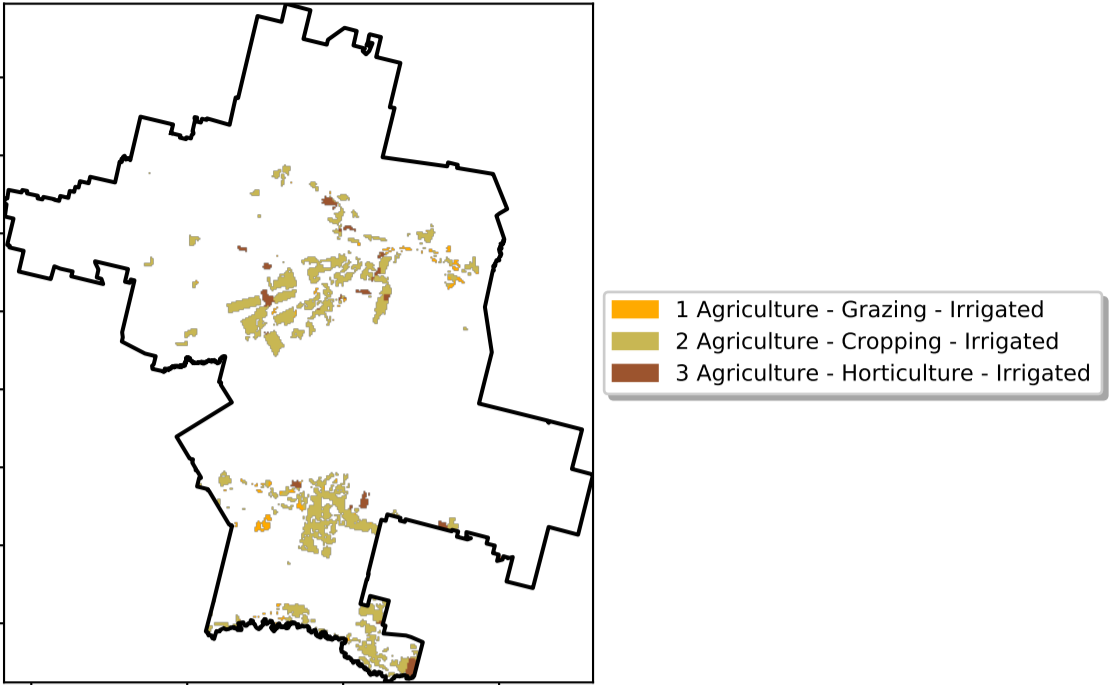 1 Agriculture - Grazing - Irrigated
2 Agriculture - Cropping - Irrigated
3 Agriculture - Horticulture - Irrigated